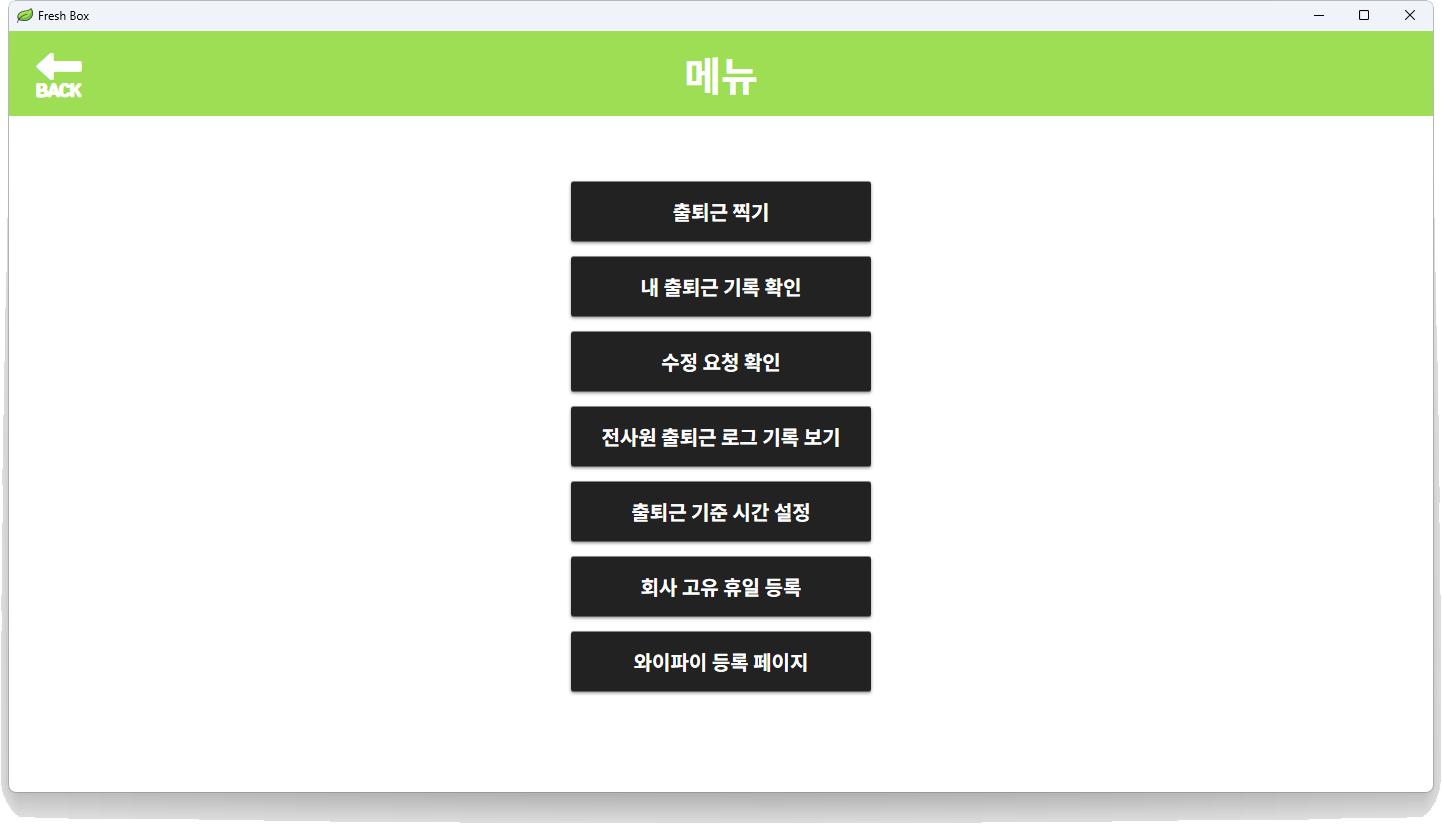 Fresh Box
BACK
메뉴
출퇴근 찍기
내 출퇴근 기록 확인
수정 요청 확인
전사원 출퇴근 로그 기록 보기
출퇴근 기준 시간 설정
회사 고유 휴일 등록
와이파이 등록 페이지